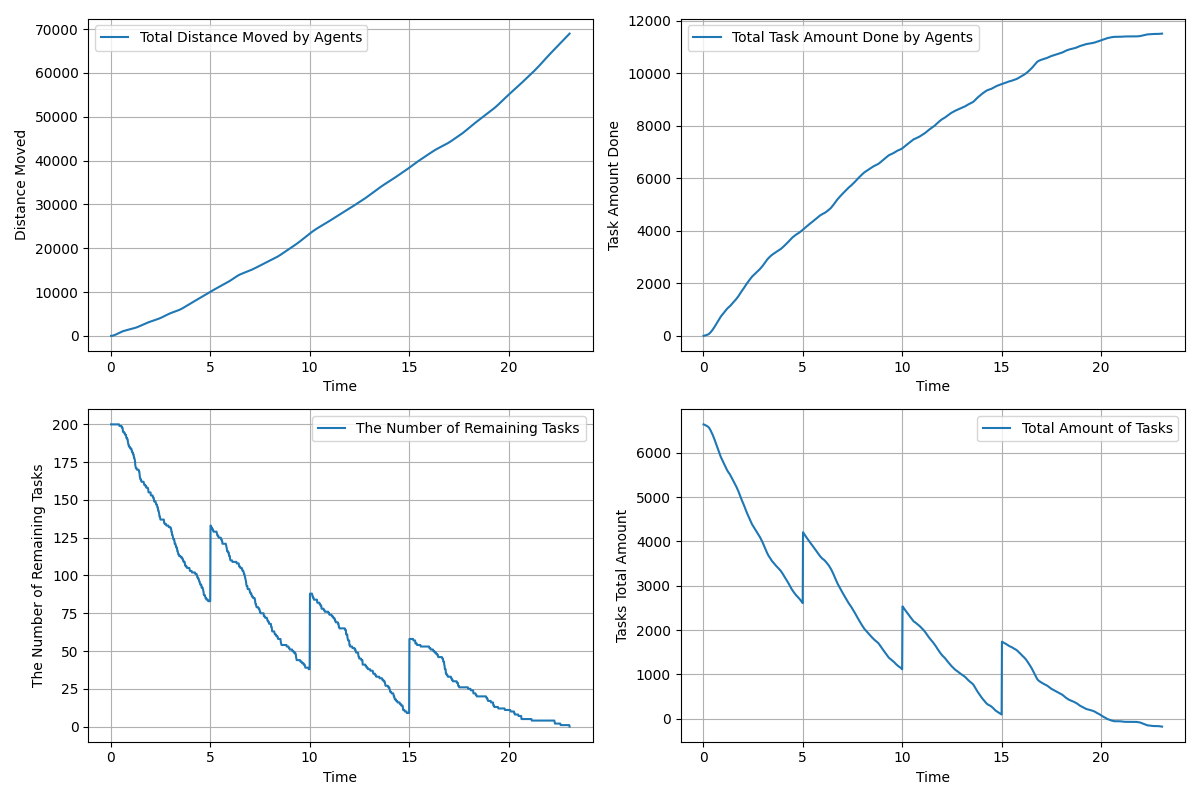 Total Distance Moved by Agents
70000
60000
50000
40000
30000
20000
10000
0
Distance Moved
0 5 10 15 20
Time
Total Task Amount Done by Agents
12000
10000
8000
6000
4000
2000
0
Task Amount Done
0 5 10 15 20
Time
The Number of Remaining Tasks
200
175
150
125
100
75
50
25
0
The Number of Remaining Tasks
0 5 10 15 20
Time
Total Amount of Tasks
6000
5000
4000
3000
2000
1000
0
Tasks Total Amount
0 5 10 15 20
Time